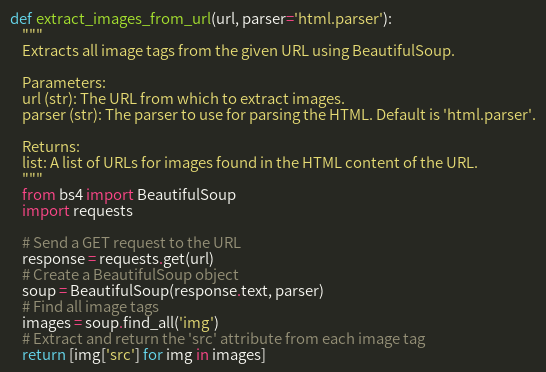 def extract_images_from_url(url, parser='html.parser'):
    """
    Extracts all image tags from the given URL using BeautifulSoup.

    Parameters:
    url (str): The URL from which to extract images.
    parser (str): The parser to use for parsing the HTML. Default is 'html.parser'.

    Returns:
    list: A list of URLs for images found in the HTML content of the URL.
    """
    from bs4 import BeautifulSoup
    import requests

    # Send a GET request to the URL
    response = requests.get(url)
    # Create a BeautifulSoup object
    soup = BeautifulSoup(response.text, parser)
    # Find all image tags
    images = soup.find_all('img')
    # Extract and return the 'src' attribute from each image tag
    return [img['src'] for img in images]